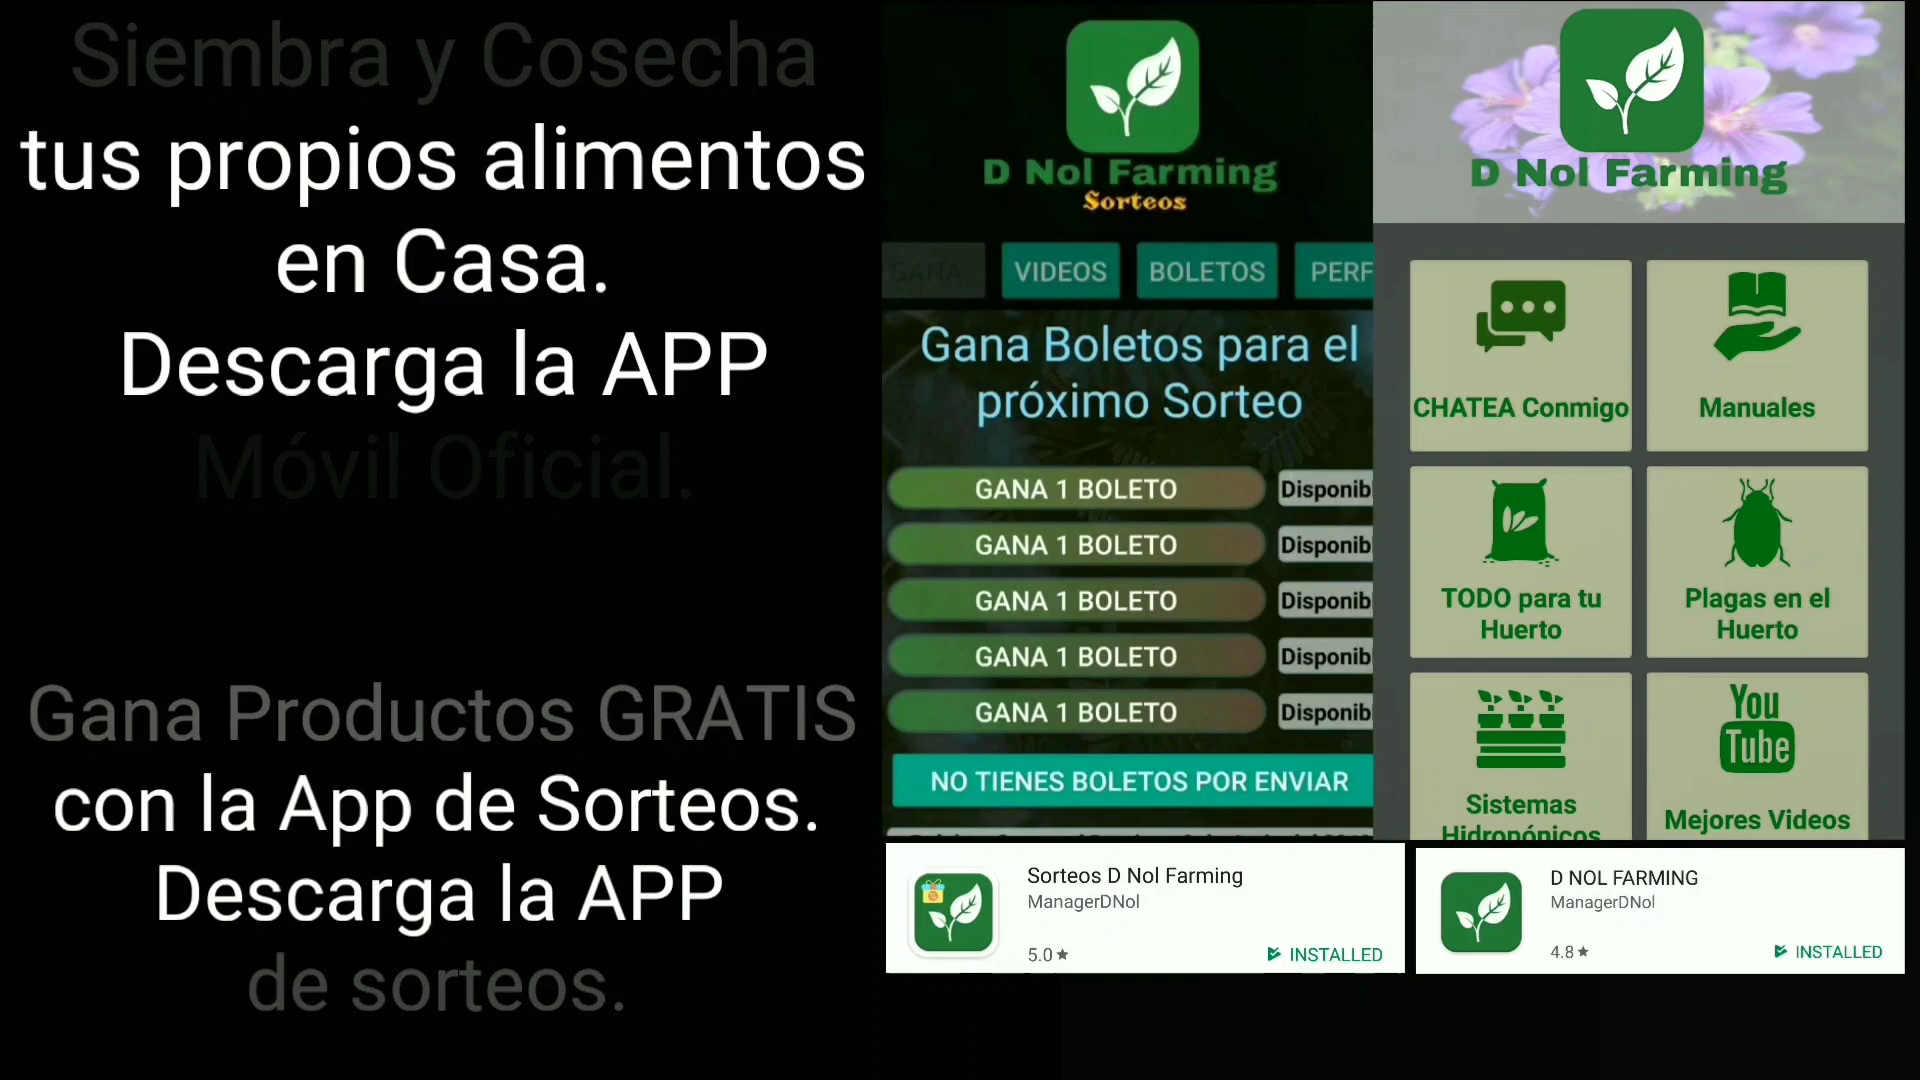 Siembra y Cosecha
tus propios alimentos
en Casa.
Descarga la APP
Móvil Oficial.
Gana Productos GRATIS
con la App de Sorteos.
Descarga la APP
de sorteos.
D Nol Farming
Sorteos
GANA
VIDEOS
BOLETOS
PERF
Gana Boletos para el
próximo Sorteo
GANA 1 BOLETO
Disponib
GANA 1 BOLETO
Disponib
GANA 1 BOLETO
Disponib
GANA 1 BOLETO
Disponib
GANA 1 BOLETO
Disponib
NO TIENES BOLETOS POR ENVIAR
Sorteos D Nol Farming
ManagerDNol
5.0★
INSTALLED
D Nol Farming
CHATEA Conmigo
Manuales
TODO para tu
Huerto
Plagas en el
Huerto
Sistemas
Hidropónicos
You
Tube
Mejores Videos
D NOL FARMING
ManagerDNol
4.8★
INSTALLED